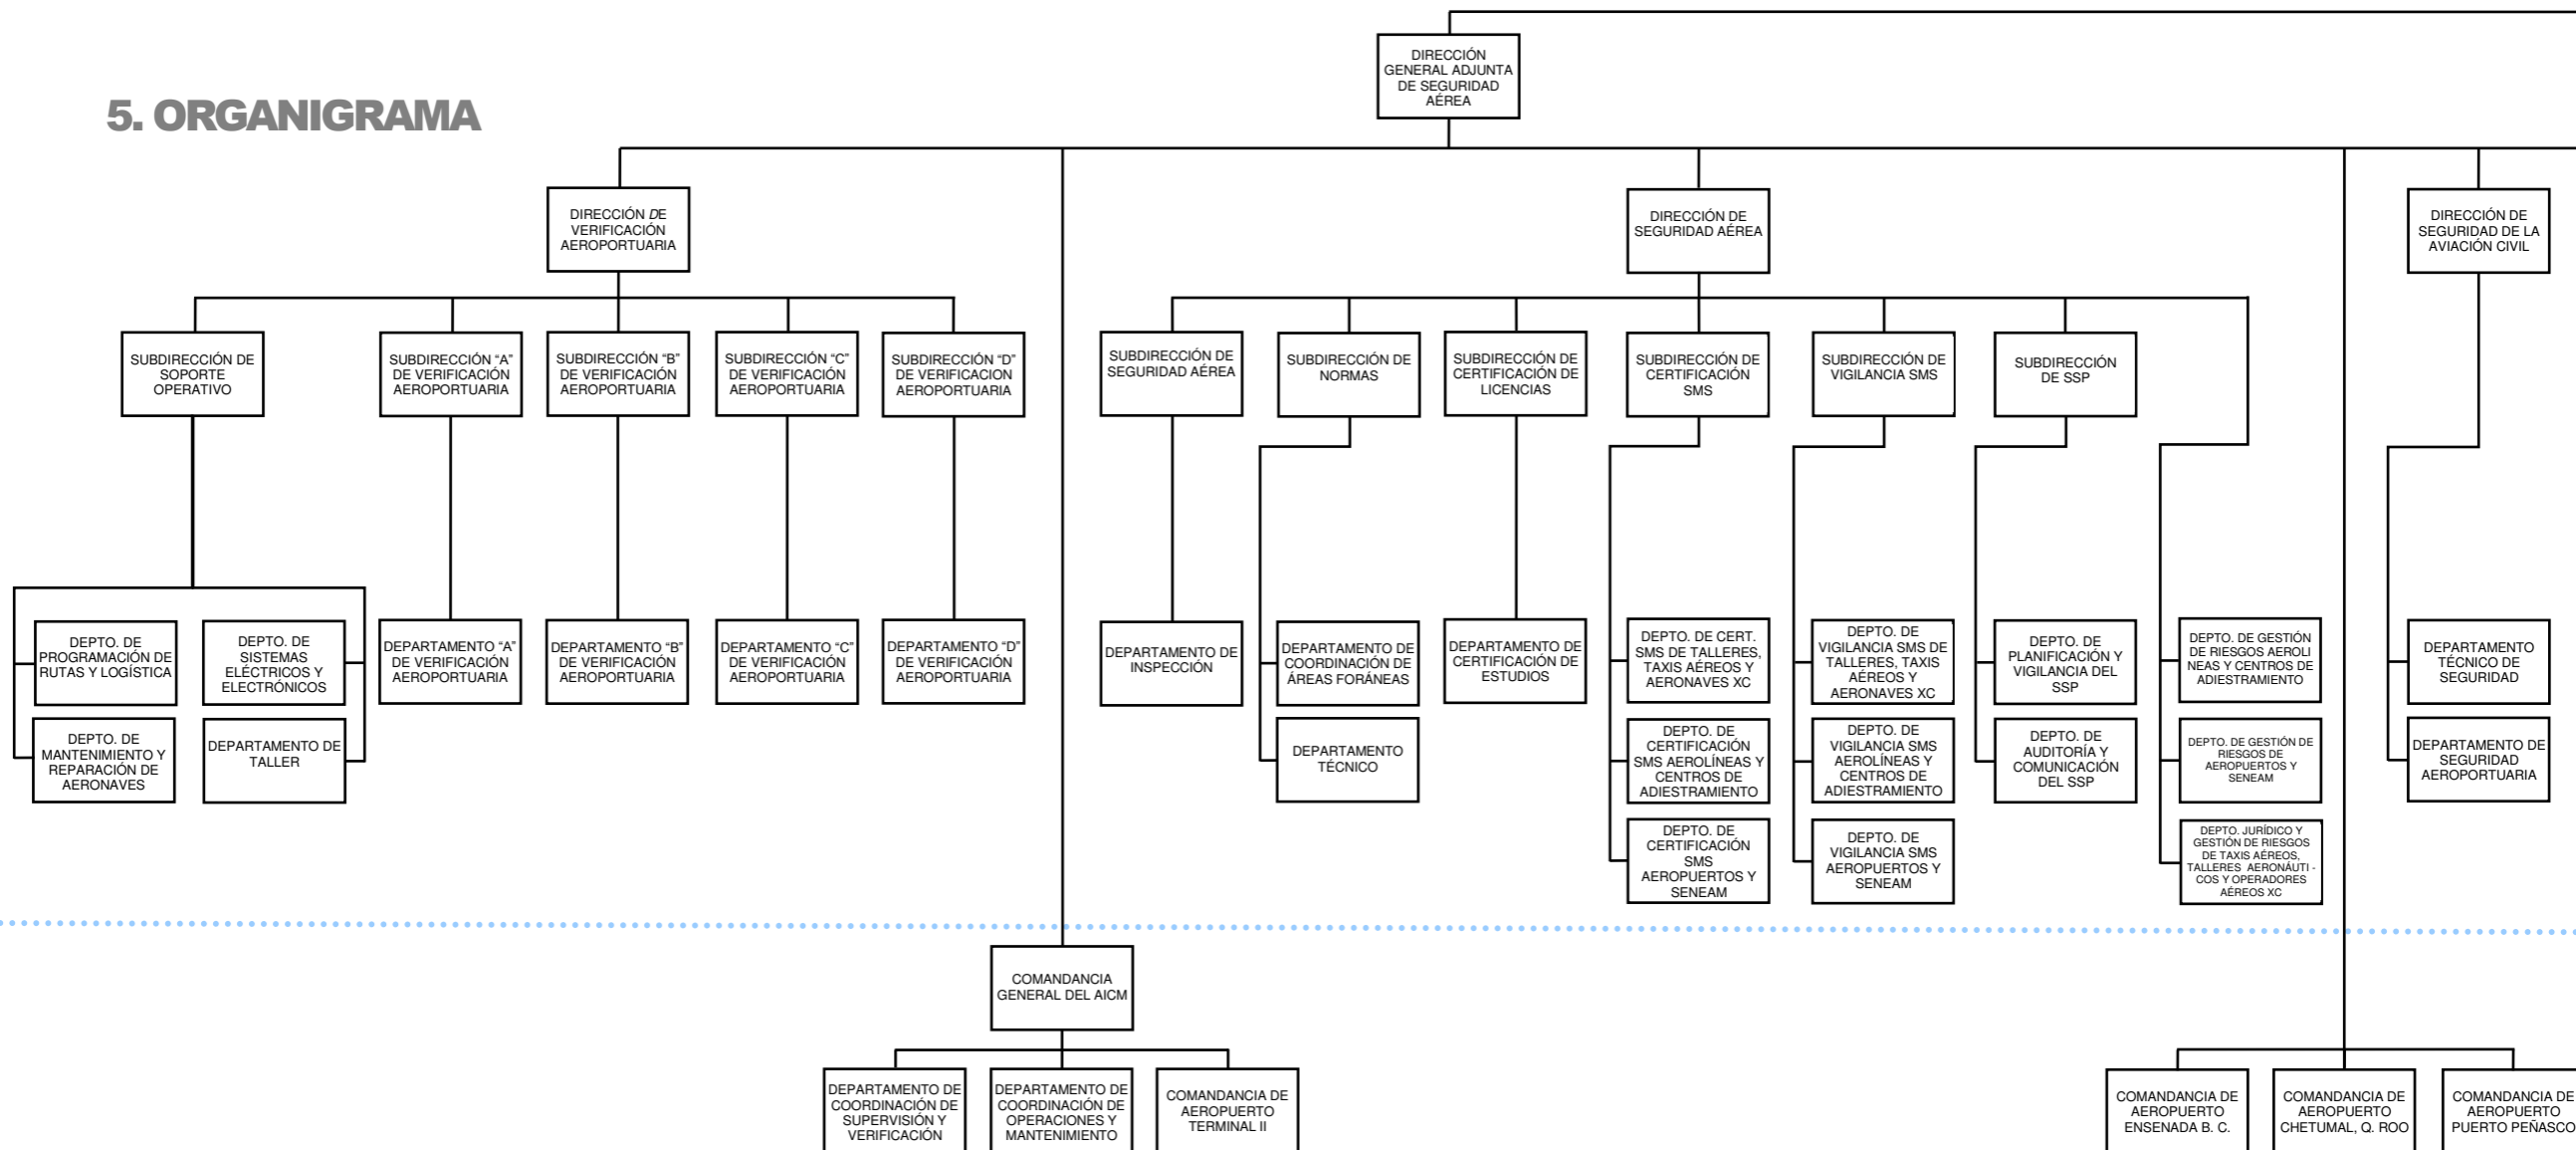 DIRECCIÓN
GENERAL ADJUNTA
DE SEGURIDAD
AÉREA
5. ORGANIGRAMA
DIRECCIÓN DE
VERIFICACIÓN
AEROPORTUARIA
DIRECCIÓN DE
SEGURIDAD AÉREA
DIRECCIÓN DE
SEGURIDAD DE LA
AVIACIÓN CIVIL
SUBDIRECCIÓN DE
SOPORTE
OPERATIVO
SUBDIRECCIÓN “A”
DE VERIFICACIÓN
AEROPORTUARIA
SUBDIRECCIÓN “B”
DE VERIFICACIÓN
AEROPORTUARIA
SUBDIRECCIÓN “C”
DE VERIFICACIÓN
AEROPORTUARIA
SUBDIRECCIÓN “D”
DE VERIFICACION
AEROPORTUARIA
SUBDIRECCIÓN DE
SEGURIDAD AÉREA
SUBDIRECCIÓN DE
NORMAS
SUBDIRECCIÓN DE
CERTIFICACIÓN DE
LICENCIAS
SUBDIRECCIÓN DE
CERTIFICACIÓN
SMS
SUBDIRECCIÓN DE
VIGILANCIA SMS
SUBDIRECCIÓN
DE SSP
DEPTO. DE
PROGRAMACIÓN DE
RUTAS Y LOGÍSTICA
DEPTO. DE
SISTEMAS
ELÉCTRICOS Y
ELECTRÓNICOS
DEPARTAMENTO “A”
DE VERIFICACIÓN
AEROPORTUARIA
DEPARTAMENTO “B”
DE VERIFICACIÓN
AEROPORTUARIA
DEPARTAMENTO “C”
DE VERIFICACIÓN
AEROPORTUARIA
DEPARTAMENTO “D”
DE VERIFICACIÓN
AEROPORTUARIA
DEPARTAMENTO DE
INSPECCIÓN
DEPARTAMENTO DE
COORDINACIÓN DE
ÁREAS FORÁNEAS
DEPARTAMENTO DE
CERTIFICACIÓN DE
ESTUDIOS
DEPTO. DE CERT.
SMS DE TALLERES,
TAXIS AÉREOS Y
AERONAVES XC
DEPTO. DE
VIGILANCIA SMS DE
TALLERES, TAXIS
AÉREOS Y
AERONAVES XC
DEPTO. DE
PLANIFICACIÓN Y
VIGILANCIA DEL
SSP
DEPTO. DE GESTIÓN
DE RIESGOS AEROLI
NEAS Y CENTROS DE
ADIESTRAMIENTO
DEPARTAMENTO
TÉCNICO DE
SEGURIDAD
DEPTO. DE
MANTENIMIENTO Y
REPARACIÓN DE
AERONAVES
DEPARTAMENTO DE
TALLER
DEPARTAMENTO
TÉCNICO
DEPTO. DE
CERTIFICACIÓN
SMS AEROLÍNEAS Y
CENTROS DE
ADIESTRAMIENTO
DEPTO. DE
VIGILANCIA SMS
AEROLÍNEAS Y
CENTROS DE
ADIESTRAMIENTO
DEPTO. DE
AUDITORÍA Y
COMUNICACIÓN
DEL SSP
DEPTO. DE GESTIÓN DE
RIESGOS DE
AEROPUERTOS Y
SENEAM
DEPARTAMENTO DE
SEGURIDAD
AEROPORTUARIA
DEPTO. DE
CERTIFICACIÓN
SMS
AEROPUERTOS Y
SENEAM
DEPTO. DE
VIGILANCIA SMS
AEROPUERTOS Y
SENEAM
DEPTO. JURÍDICO Y
GESTIÓN DE RIESGOS
DE TAXIS AÉREOS,
TALLERES AERONÁUTI -
COS Y OPERADORES
AÉREOS XC
COMANDANCIA
GENERAL DEL AICM
DEPARTAMENTO DE
COORDINACIÓN DE
SUPERVISIÓN Y
VERIFICACIÓN
DEPARTAMENTO DE
COORDINACIÓN DE
OPERACIONES Y
MANTENIMIENTO
COMANDANCIA DE
AEROPUERTO
TERMINAL II
COMANDANCIA DE
AEROPUERTO
ENSENADA B. C.
COMANDANCIA DE
AEROPUERTO
CHETUMAL, Q. ROO
COMANDANCIA DE
AEROPUERTO
PUERTO PEÑASCO